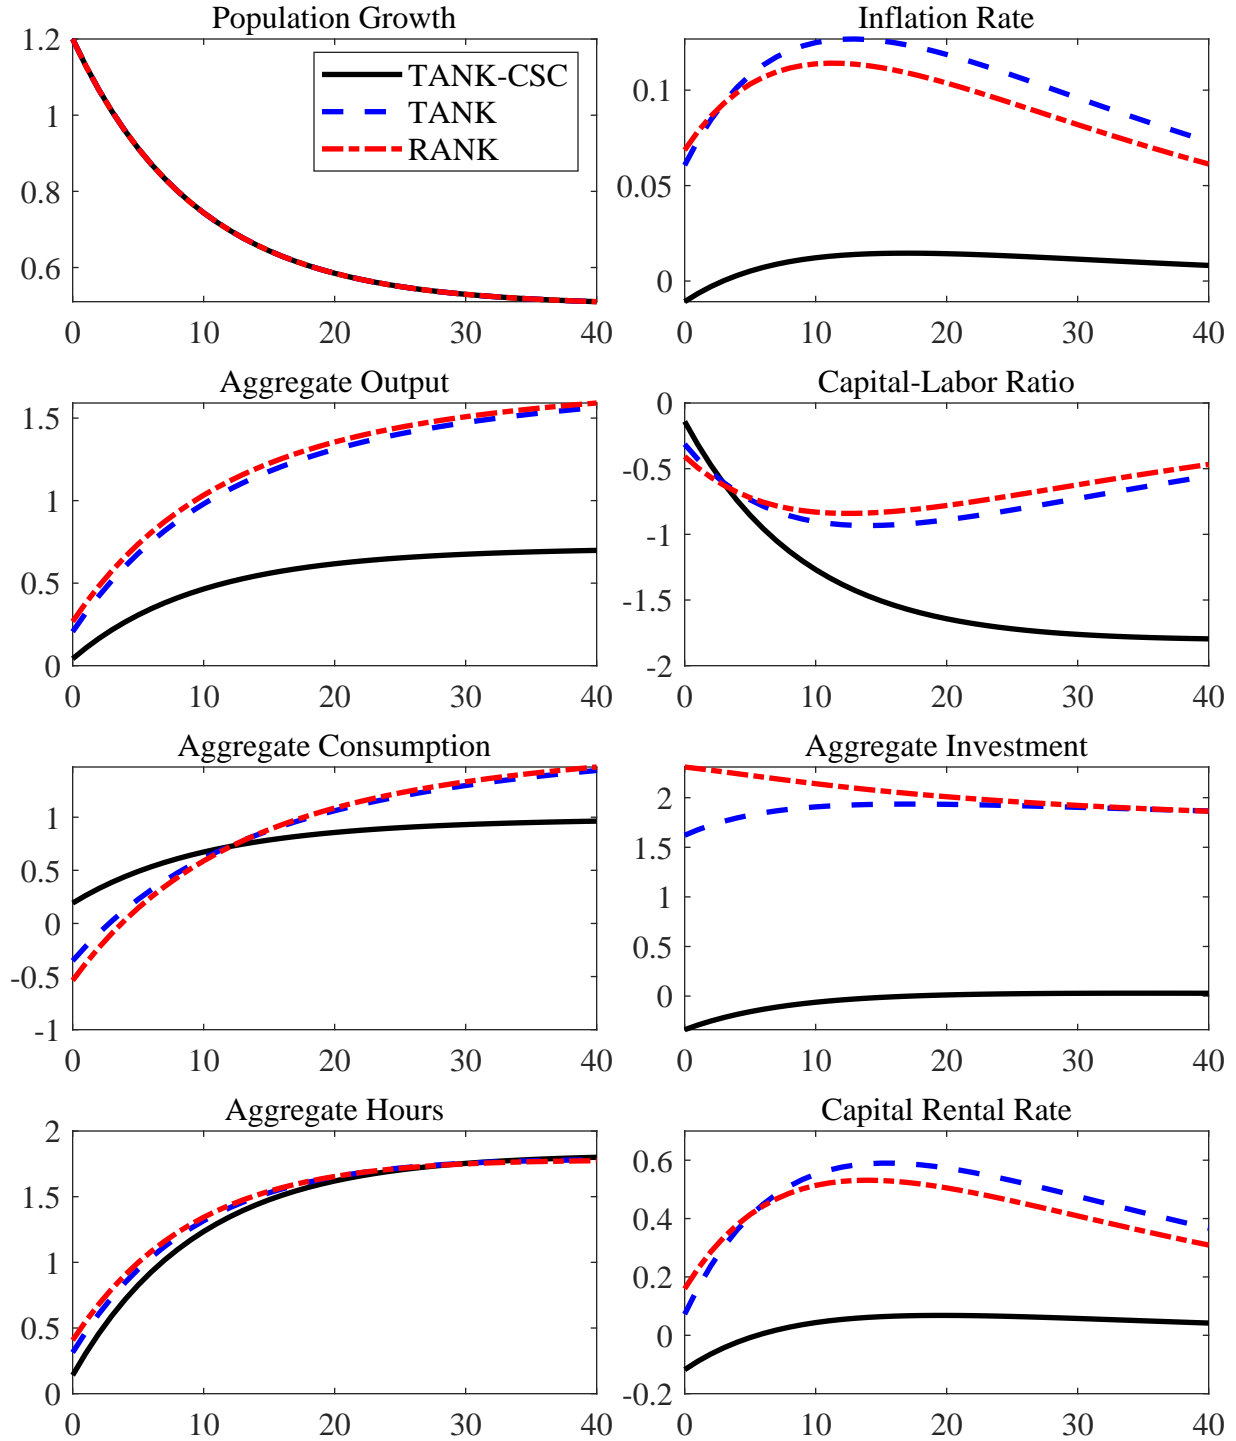 Population Growth
1.2
1
0.8
0.6
0 10 20 30 40
TANK-CSC
TANK
RANK
Inflation Rate
0.1
0.05
0
0 10 20 30 40
Aggregate Output
1.5
1
0.5
0
0 10 20 30 40
Capital-Labor Ratio
0
-0.5
-1
-1.5
-2
0 10 20 30 40
Aggregate Consumption
1
0.5
0
-0.5
-1
0 10 20 30 40
Aggregate Investment
2
1.5
1
0.5
0
0 10 20 30 40
Aggregate Hours
2
1.5
1
0.5
0
0 10 20 30 40
Capital Rental Rate
0.6
0.4
0.2
0
-0.2
0 10 20 30 40